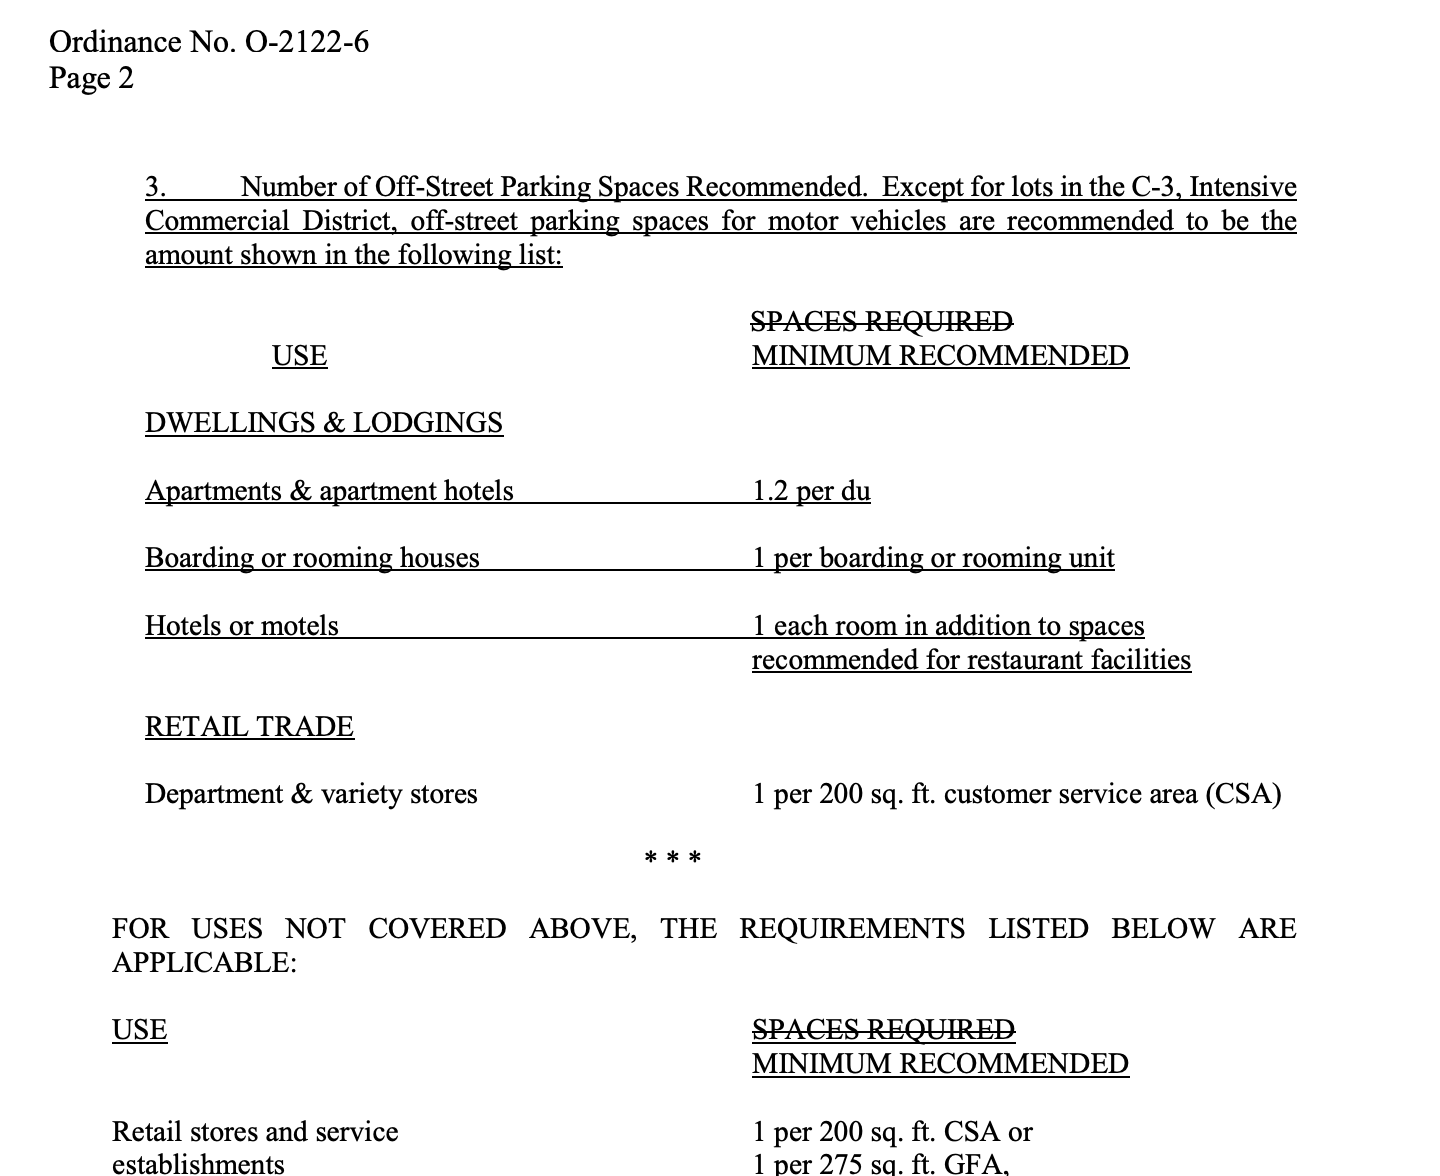 Ordinance No. O-2122-6
Page 2
3. Number of Off-Street Parking Spaces Recommended. Except for lots in the C-3, Intensive
Commercial District, off-street parking spaces for motor vehicles are recommended to be the
amount shown in the following list:
SPACES REQUIRED
USE MINIMUM RECOMMENDED
DWELLINGS & LODGINGS
Apartments & apartment hotels 1.2 per du
Boarding or rooming houses 1 per boarding or rooming unit
Hotels or motels 1 each room in addition to spaces
recommended for restaurant facilities
RETAIL TRADE
Department & variety stores 1 per 200 sq. ft. customer service area (CSA)
* * *
FOR USES NOT COVERED ABOVE, THE REQUIREMENTS LISTED BELOW ARE
APPLICABLE:
USE SPACES REQUIRED
MINIMUM RECOMMENDED
Retail stores and service 1 per 200 sq. ft. CSA or
establishments 1 per 275 sq. ft. GFA,